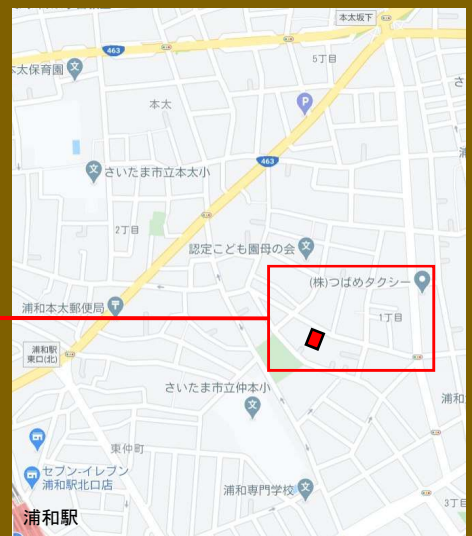 本太坂下
463
本太保育園
5丁目
本太
P
463
さいたま市立本太小
2丁目
認定こども園母の会
(株)つばめタクシー
浦和本太郵便局
1丁目
浦和駅
東口(北)
さいたま市立仲本小
浦和
東仲町
セブン-イレブン
浦和駅北口店
浦和専門学校
3丁目
浦和駅